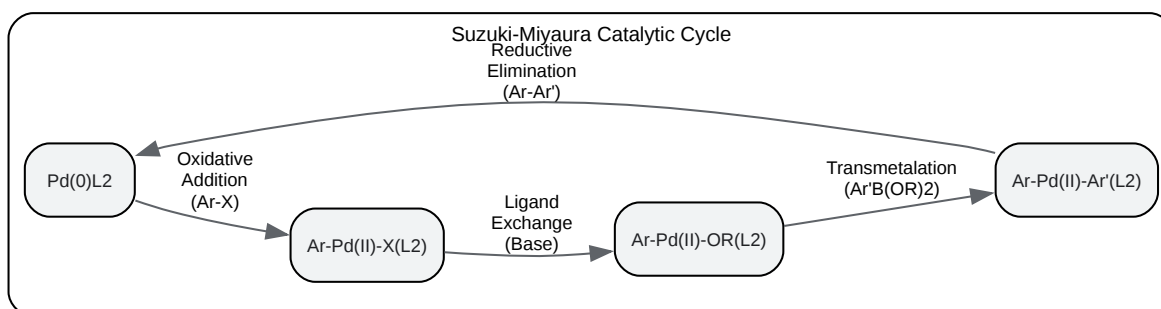 Suzuki-Miyaura Catalytic Cycle
Reductive
Elimination
(Ar-Ar')
Pd(0)L2
Oxidative
Addition
(Ar-X)
Ar-Pd(II)-X(L2)
Ligand
Exchange
(Base)
Ar-Pd(II)-OR(L2)
Transmetalation
(Ar'B(OR)2)
Ar-Pd(II)-Ar'(L2)